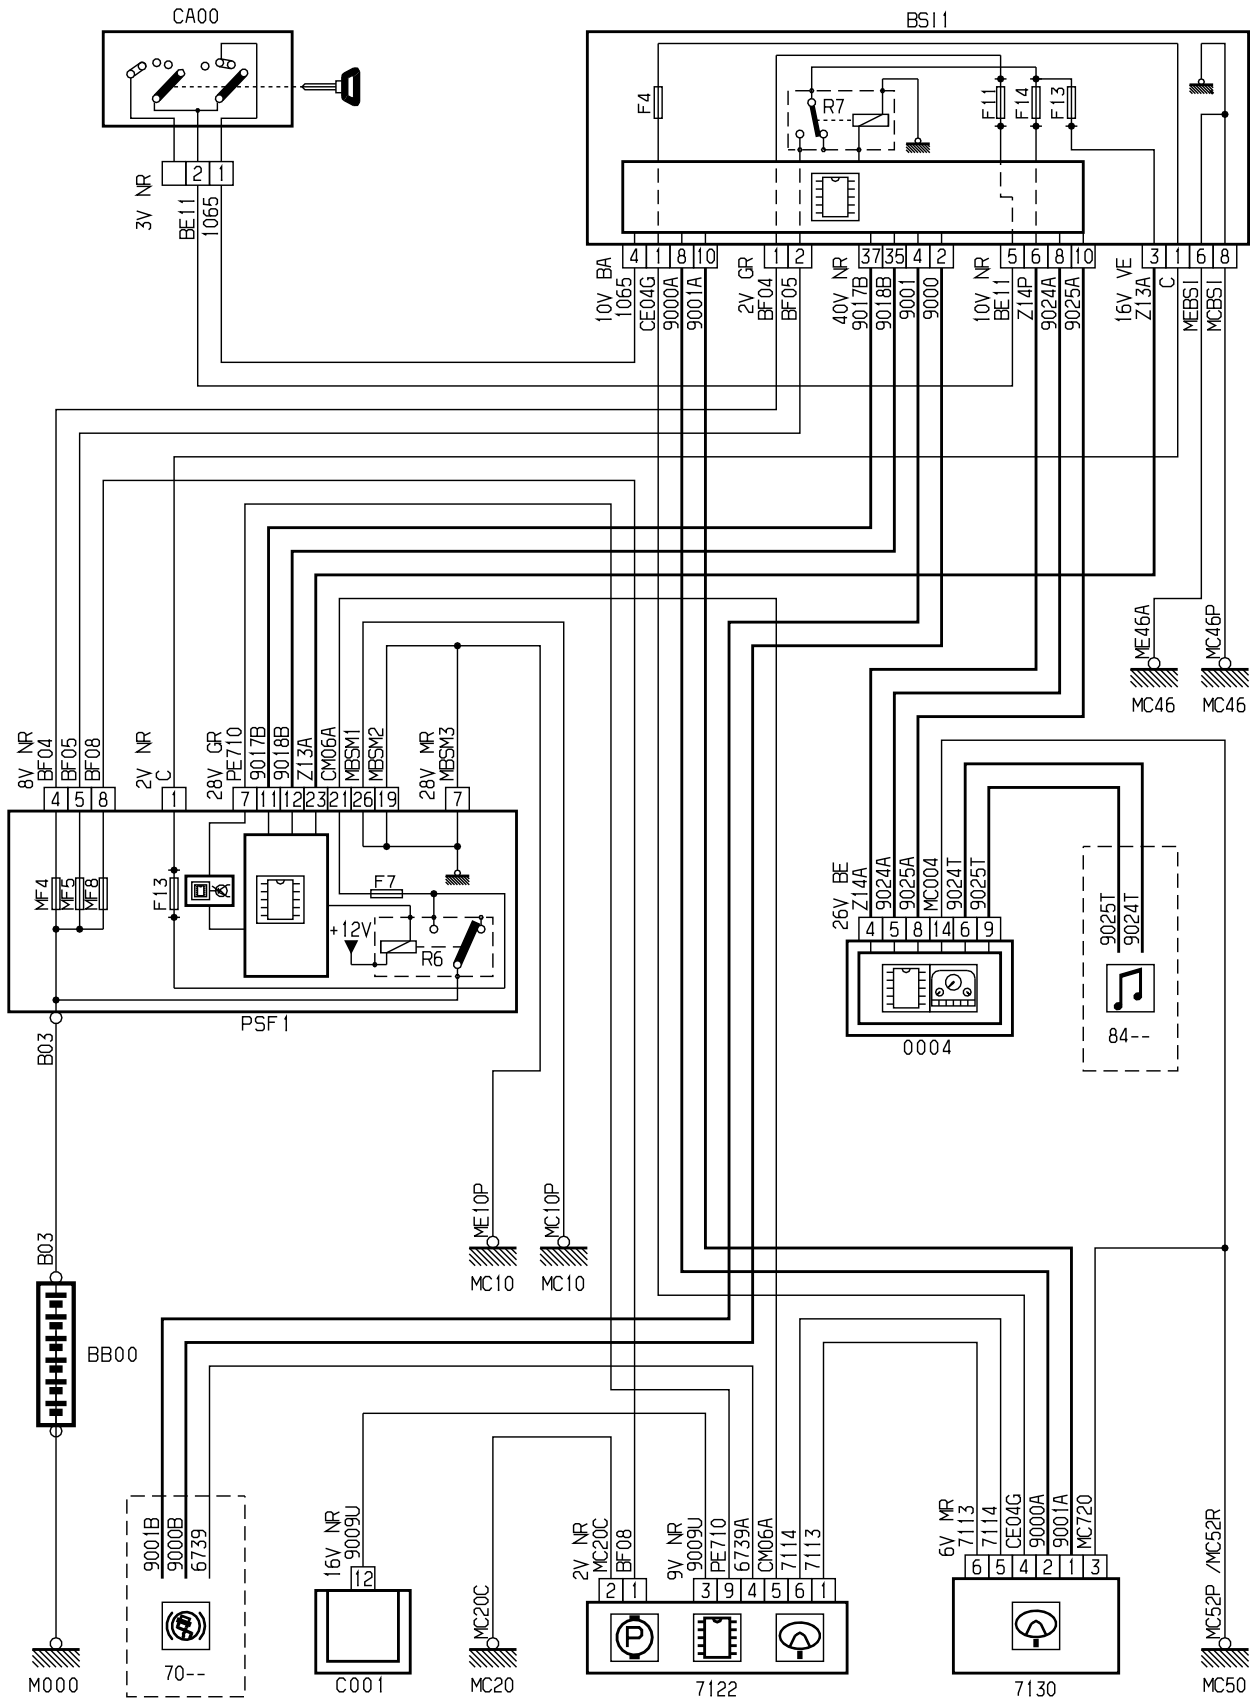 CA00
BSI1
F4
R7
F11
F14
F13
2 1
3V NR
BE11
1065
4 1 8 10
1 2
37 35 4 2
5 6 8 10
3 1 6 8
10V BA
1065
CE04G
9000A
9001A
2V GR
BF04
BF05
40V NR
9017B
9018B
9001
9000
10V NR
BE11
Z14P
9024A
9025A
16V VE
Z13A
C
MEBSI
MCBSI
ME46A
MC46P
MC46
MC46
8V NR
BF04
BF05
BF08
2V NR
C
28V GR
PE710
9017B
9018B
Z13A
CM06A
MBSM1
MBSM2
28V MR
MBSM3
4 5 8
1
7 11 12 23 21 26 19
7
MF4
MF5
MF8
F13
F7
+12V
R6
PSF1
26V BE
Z14A
9024A
9025A
MC004
9024T
9025T
4 5 8 14 6 9
0004
9025T
9024T
84--
B03
B03
ME10P
MC10P
MC10
MC10
BB00
M000
9001B
9000B
6739
70--
16V NR
9009U
12
C001
MC20C
MC20
2V NR
MC20C
BF08
2 1
9V NR
9009U
PE710
6739A
CM06A
7114
7113
3 9 4 5 6 1
P
7122
6V MR
7113
7114
CE04G
9000A
9001A
MC720
6 5 4 2 1 3
7130
MC52P /MC52R
MC50